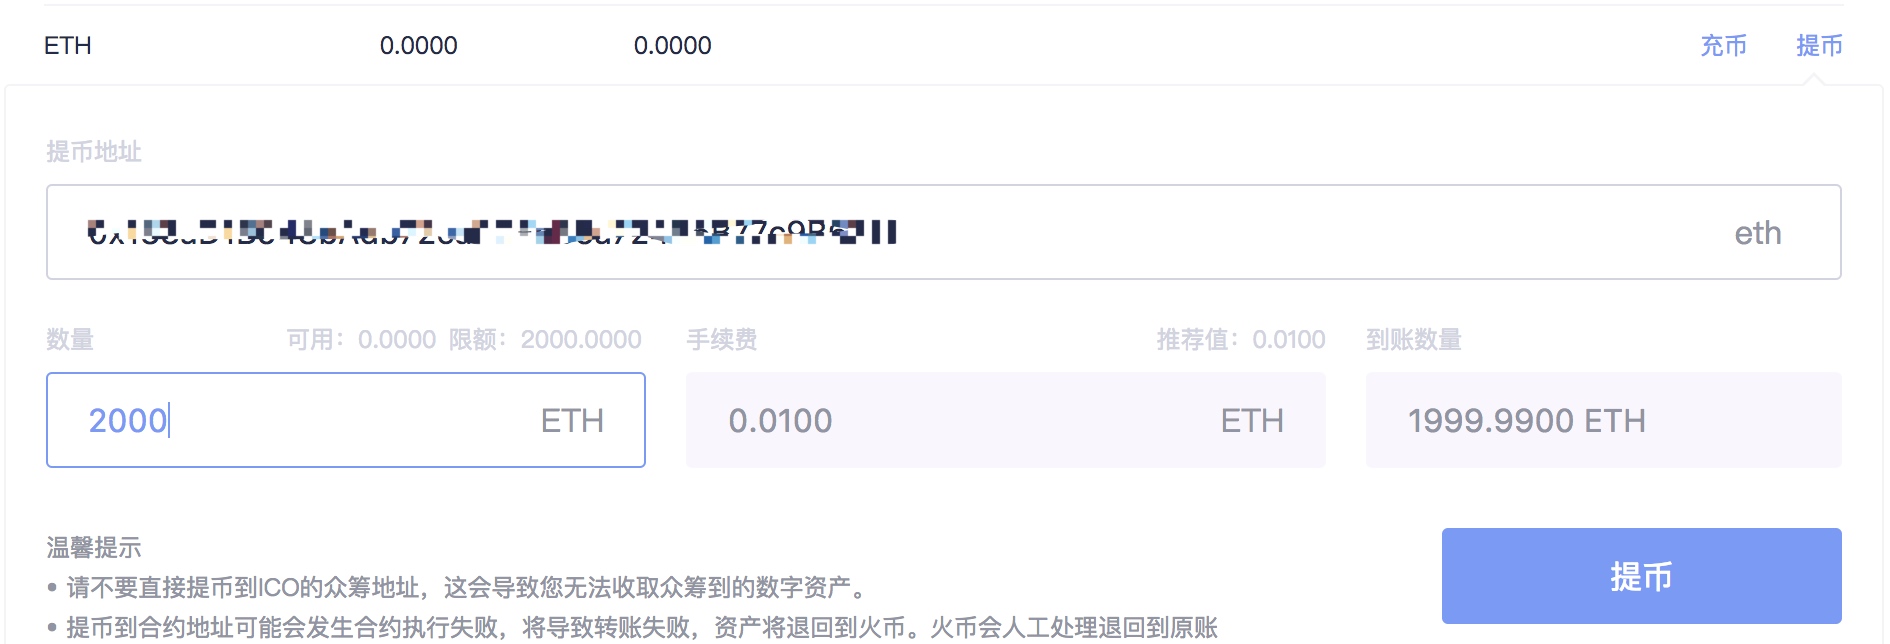 ETH 0.0000 0.0000 充币 提币
提币地址
eth
数量 可用：0.0000 限额：2000.0000 手续费 推荐值：0.0100 到账数量
2000 ETH 0.0100 ETH 1999.9900 ETH
温馨提示
• 请不要直接提币到ICO的众筹地址，这会导致您无法收取众筹到的数字资产。
提币
• 提币到合约地址可能会发生合约执行失败，将导致转账失败，资产将退回到火币。火币会人工处理退回到原账